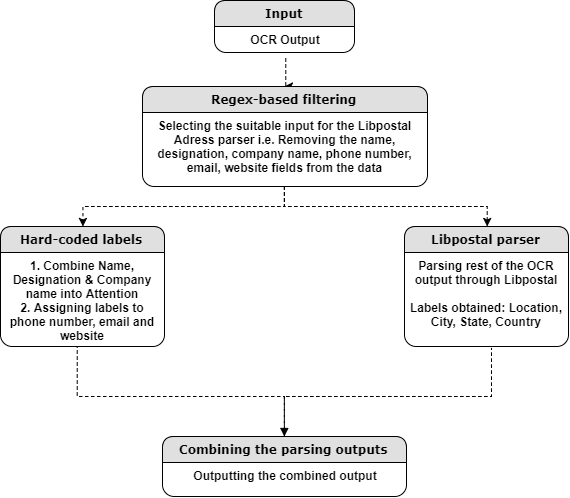 Input
OCR Output
Regex-based filtering
Selecting the suitable input for the Libpostal
Adress parser i.e. Removing the name,
designation, company name, phone number,
email, website fields from the data
Hard-coded labels
1. Combine Name,
Designation & Company
name into Attention
2. Assigning labels to
phone number, email and
website
Libpostal parser
Parsing rest of the OCR
output through Libpostal
Labels obtained: Location,
City, State, Country
Combining the parsing outputs
Outputting the combined output